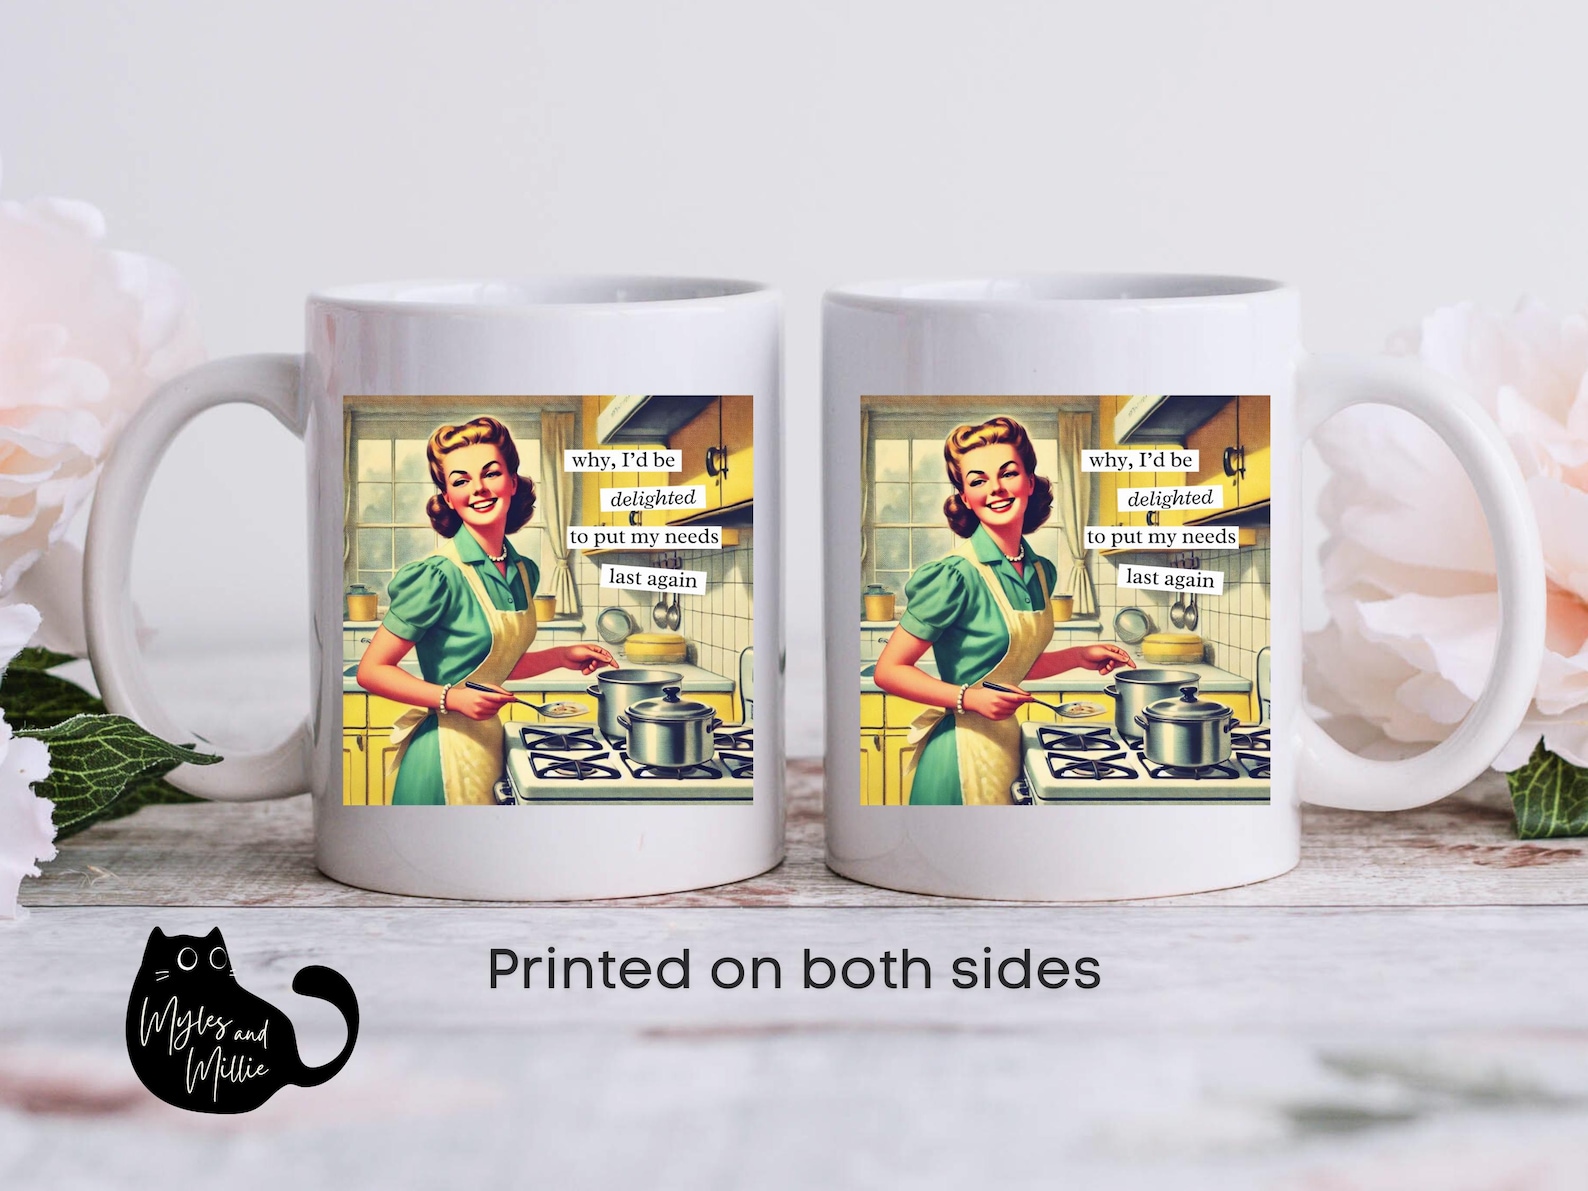 why, I'd be
delighted
to put my needs
last again
why, I'd be
delighted
to put my needs
last again
Printed on both sides
Myles and
Millie